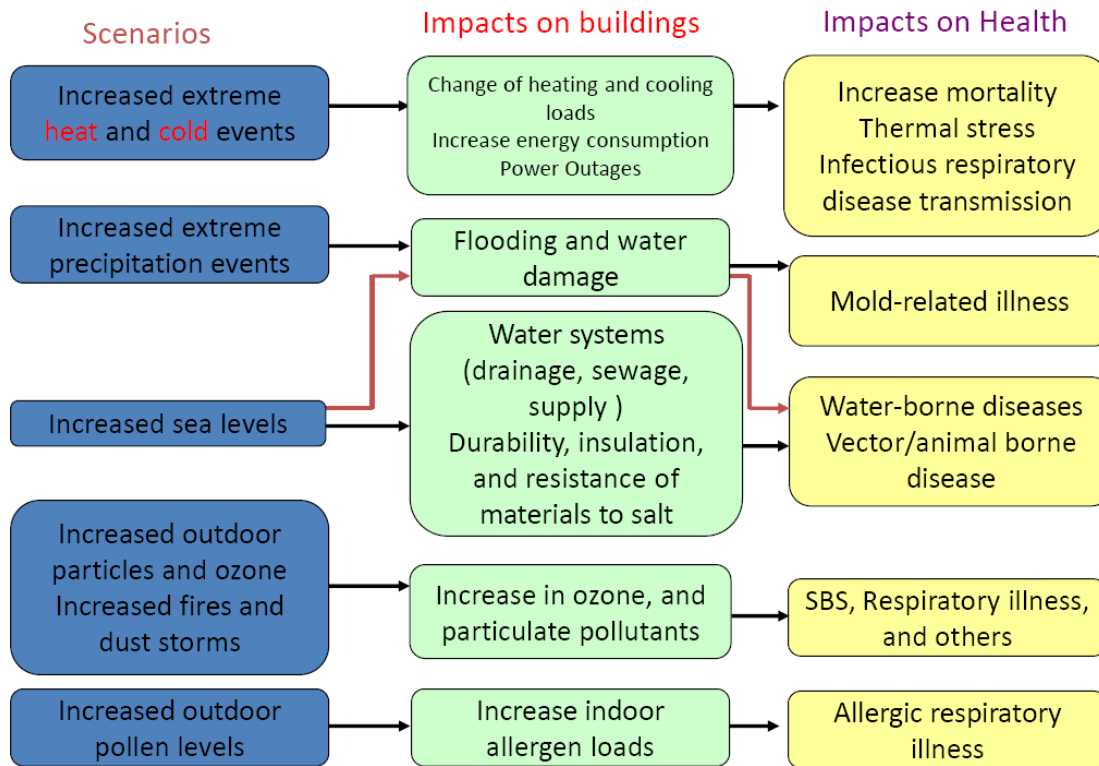 Scenarios
Impacts on buildings
Impacts on Health
Increased extreme
heat and cold events
Change of heating and cooling
loads
Increase energy consumption
Power Outages
Increase mortality
Thermal stress
Infectious respiratory
disease transmission
Increased extreme
precipitation events
Flooding and water
damage
Mold-related illness
Increased sea levels
Water systems
(drainage, sewage,
supply )
Durability, insulation,
and resistance of
materials to salt
Water-borne diseases
Vector/animal borne
disease
Increased outdoor
particles and ozone
Increased fires and
dust storms
Increase in ozone, and
particulate pollutants
SBS, Respiratory illness,
and others
Increased outdoor
pollen levels
Increase indoor
allergen loads
Allergic respiratory
illness